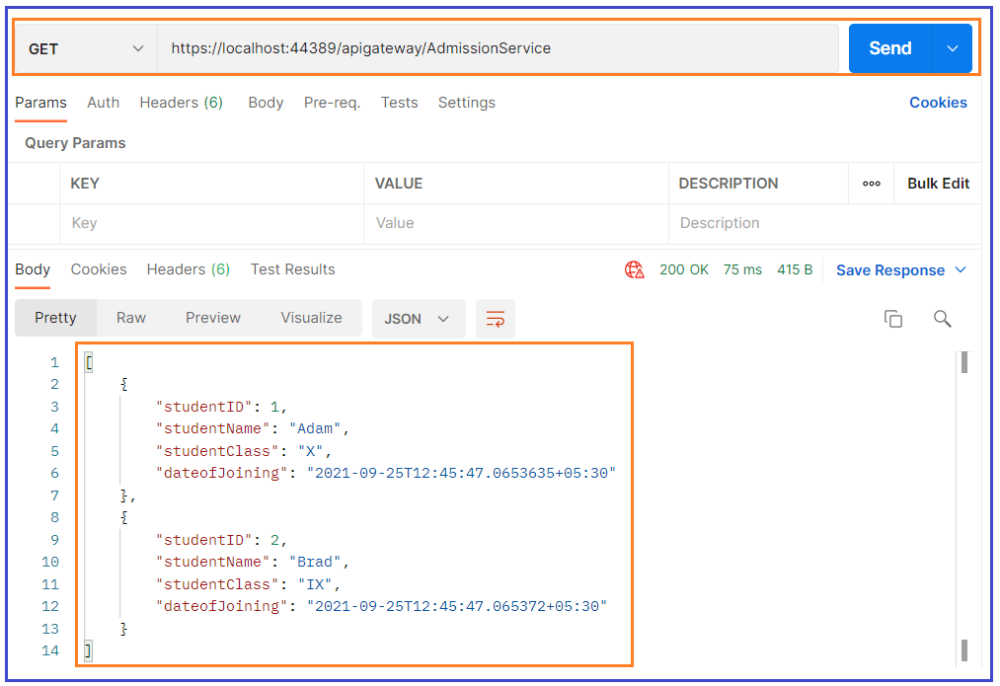 GET https://localhost:44389/apigateway/AdmissionService Send
Params Auth Headers (6) Body Pre-req. Tests Settings Cookies
Query Params
KEY VALUE DESCRIPTION ooo Bulk Edit
Key Value Description
Body Cookies Headers (6) Test Results 200 OK 75 ms 415 B Save Response
Pretty Raw Preview Visualize JSON
1 [
2 {
3 "studentID": 1,
4 "studentName": "Adam",
5 "studentClass": "X",
6 "dateofJoining": "2021-09-25T12:45:47.0653635+05:30"
7 },
8 {
9 "studentID": 2,
10 "studentName": "Brad",
11 "studentClass": "IX",
12 "dateofJoining": "2021-09-25T12:45:47.065372+05:30"
13 }
14 ]